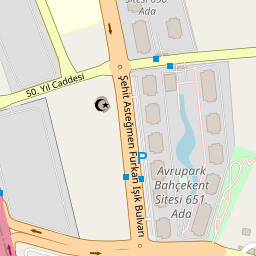 Sitesi 650.
Ada
50. Yıl Caddesi
Şehit Asteğmen Furkan Işık Bulvarı
P
Avrupark
Bahçekent
Sitesi 651.
Ada